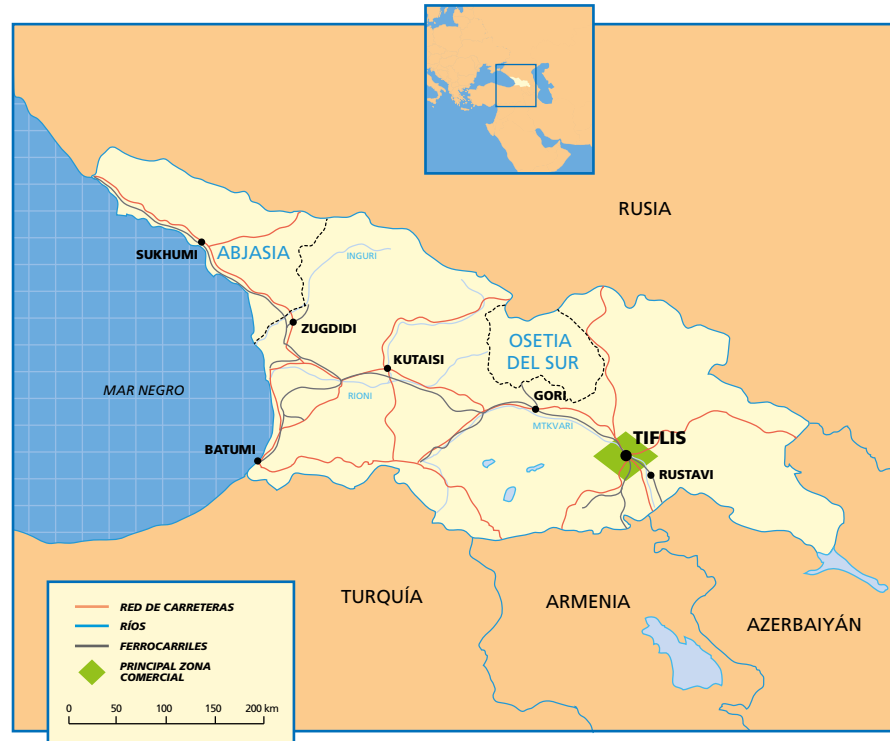 RUSIA
SUKHUMI
ABJASIA
INGURI
ZUGDIDI
OSETIA
DEL SUR
KUTAISI
MAR NEGRO
RIONI
GORI
MTKVARI
TIFLIS
BATUMI
RUSTAVI
TURQUÍA
ARMENIA
AZERBAIYÁN
RED DE CARRETERAS
RÍOS
FERROCARRILES
PRINCIPAL ZONA
COMERCIAL
0 50 100 150 200 km